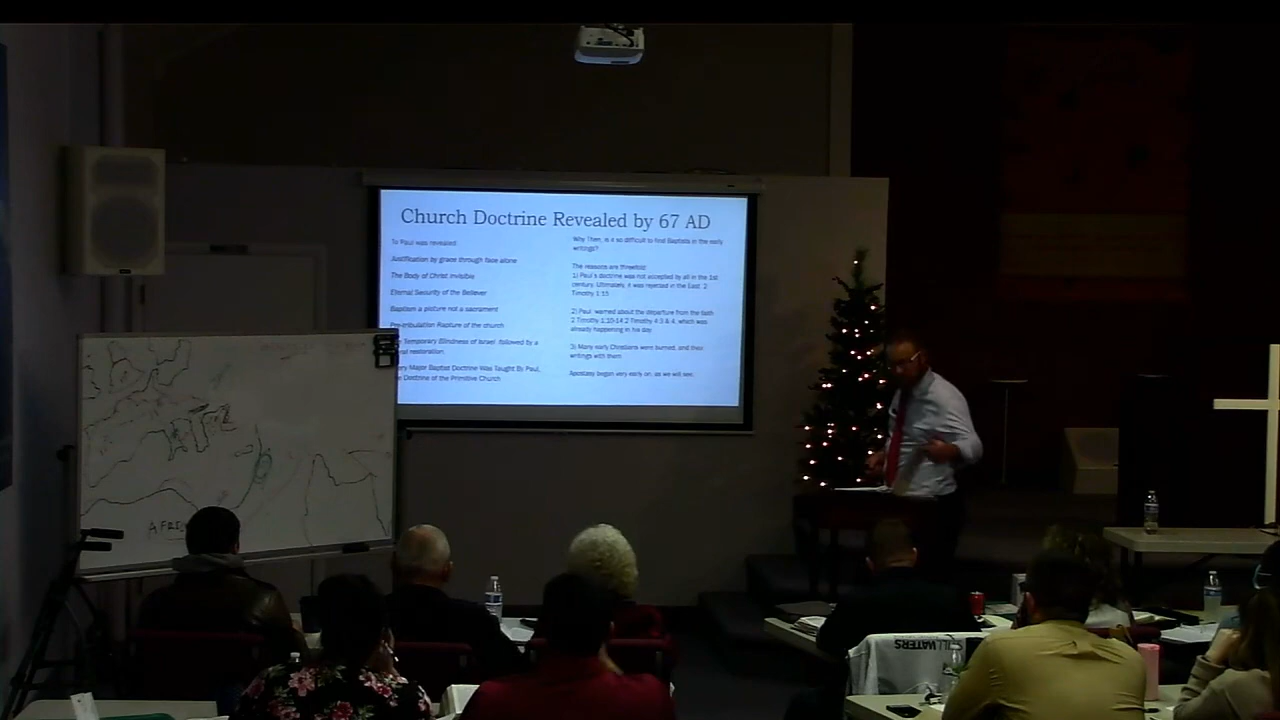 Church Doctrine Revealed by 67 AD
To Paul was revealed:
Justification by grace through face alone
The Body of Christ Invisible
Eternal Security of the Believer
Baptism a picture not a sacrament
Pre-tribulation Rapture of the church
Temporary Blindness of Israel followed by a
restoration.
Major Baptist Doctrine Was Taught By Paul,
Doctrine of the Primitive Church
Why Then, is it so difficult to find Baptists in the early
writings?
The reasons are threefold:
1) Paul's doctrine was not accepted by all in the 1st
century. Ultimately, it was rejected in the East. 2
Timothy 1:15
2) Paul warned about the departure from the faith
2 Timothy 1:10-14 2 Timothy 4:3 & 4, which was
already happening in his day
3) Many early Christians were burned, and their
writings with them.
Apostasy began very early on, as we will see.
AFRI
WATERS